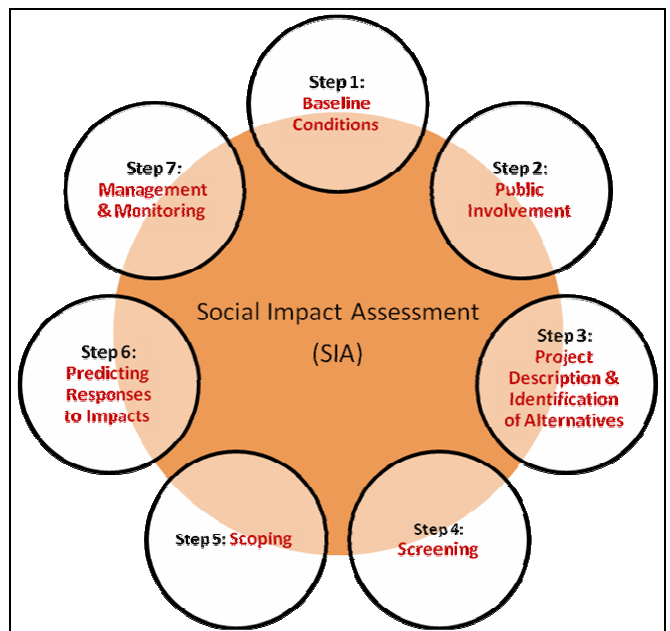 Step 1:
Baseline
Conditions
Step 2:
Public
Involvement
Step 3:
Project
Description &
Identification
of Alternatives
Step 4:
Screening
Step 5: Scoping
Step 6:
Predicting
Responses
to Impacts
Step 7:
Management
& Monitoring
Social Impact Assessment
(SIA)